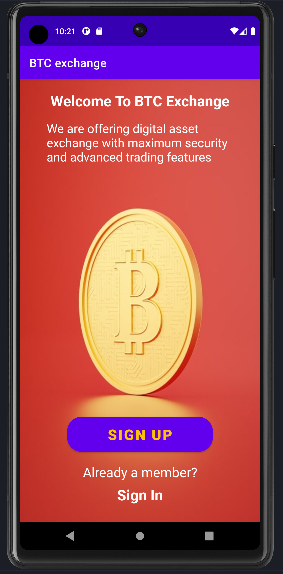 10:21
BTC exchange
Welcome To BTC Exchange
We are offering digital asset
exchange with maximum security
and advanced trading features
B
SIGN UP
Already a member?
Sign In